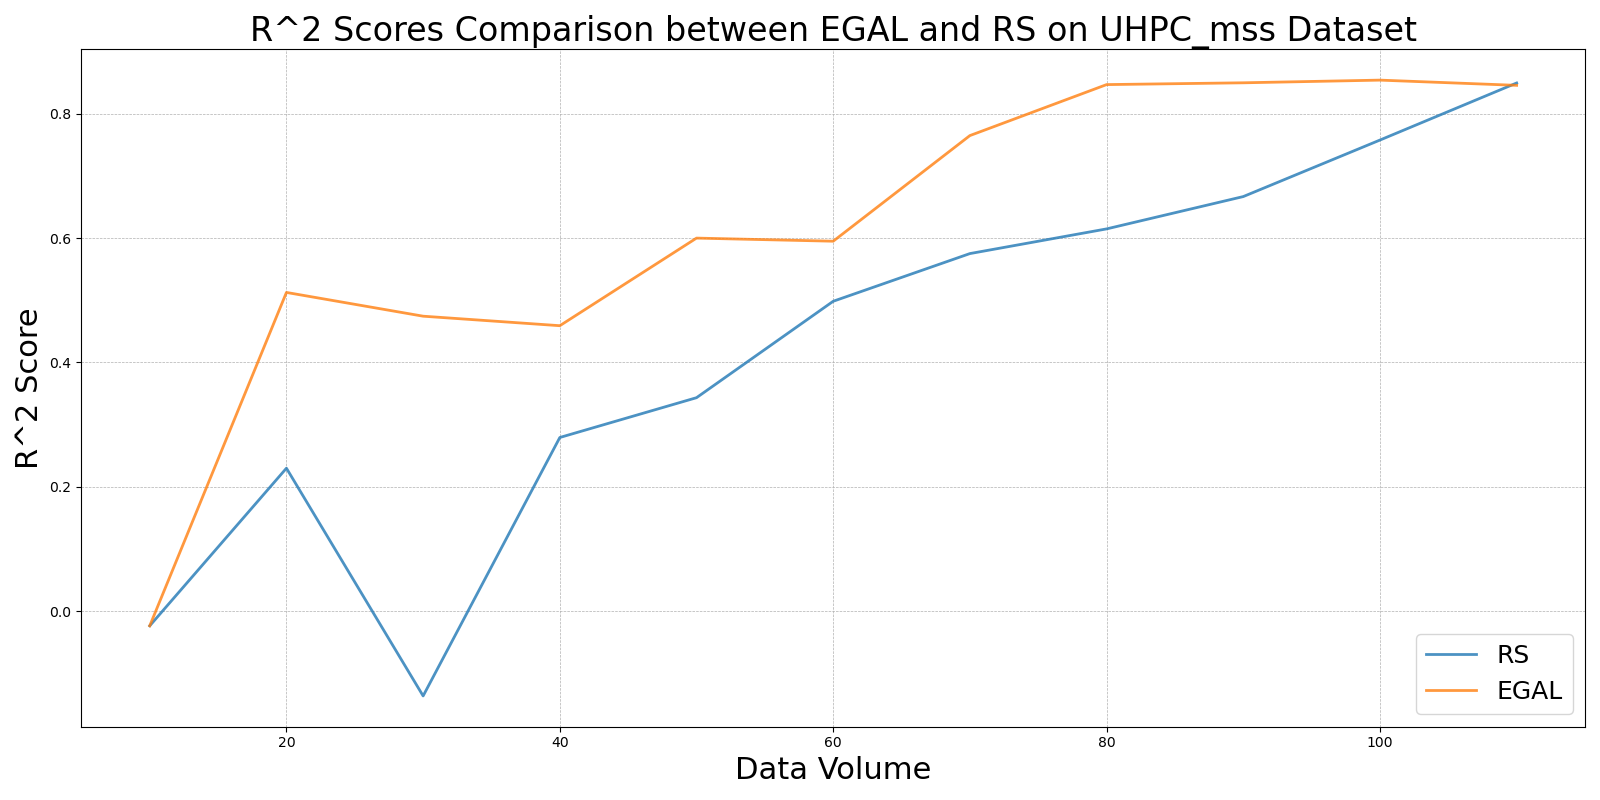 R^2 Scores Comparison between EGAL and RS on UHPC_mss Dataset
R^2 Score
0.8
0.6
0.4
0.2
0.0
20 40 60 80 100
Data Volume
RS
EGAL